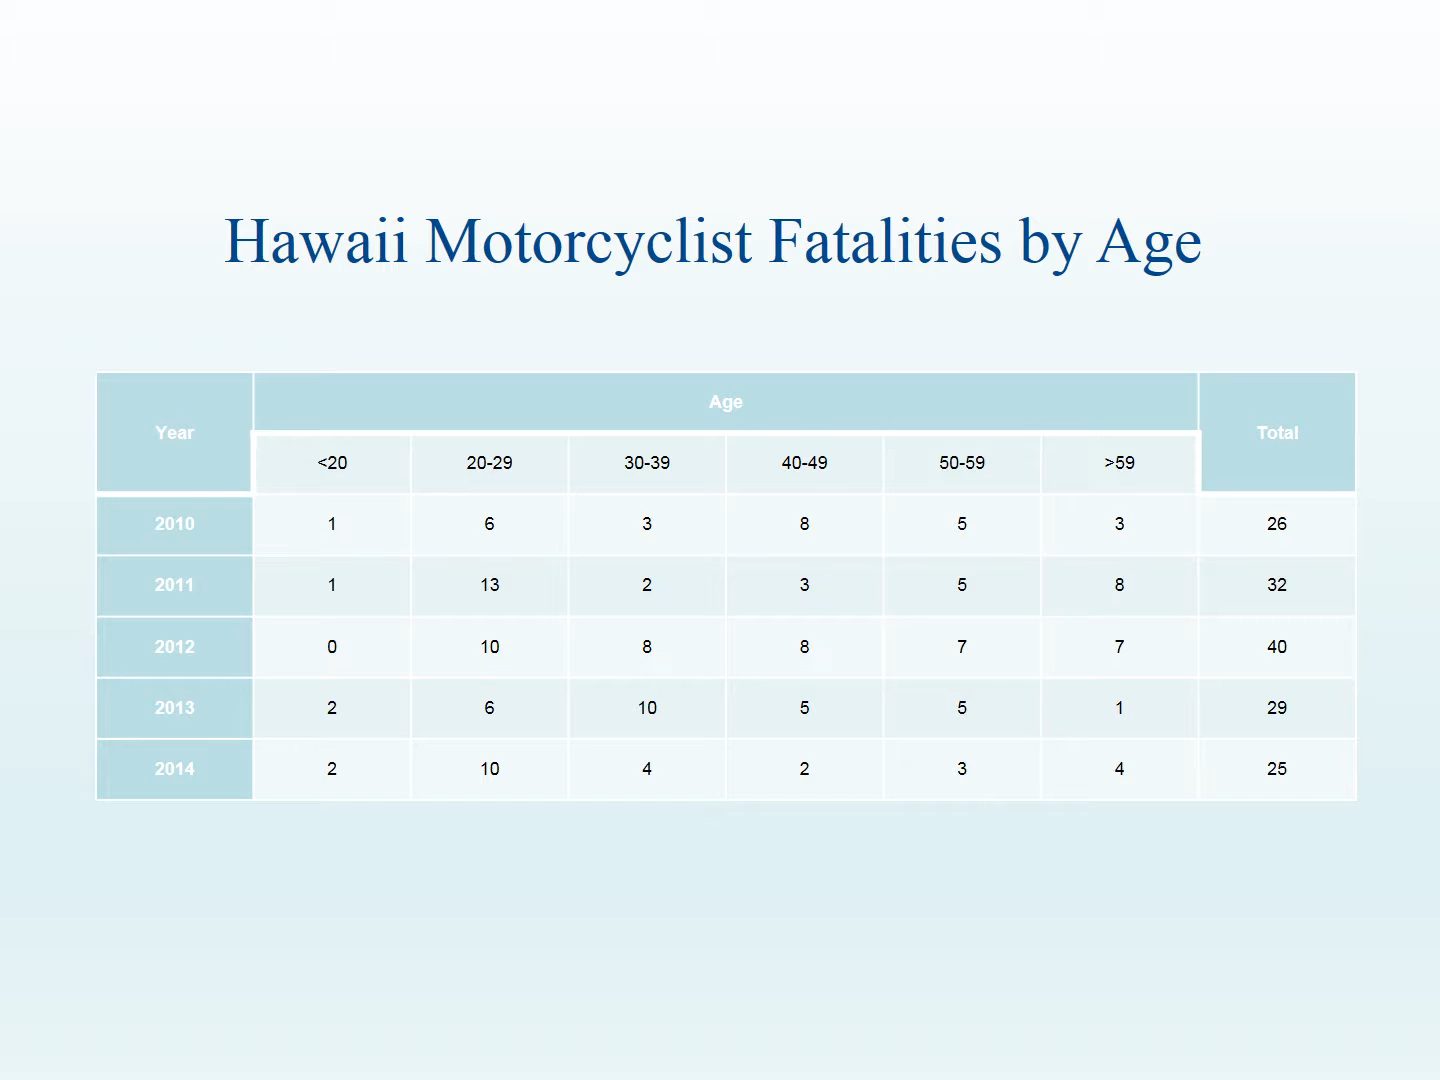 Hawaii Motorcyclist Fatalities by Age
Year Age Total
<20 20-29 30-39 40-49 50-59 >59
2010 1 6 3 8 5 3 26
2011 1 13 2 3 5 8 32
2012 0 10 8 8 7 7 40
2013 2 6 10 5 5 1 29
2014 2 10 4 2 3 4 25